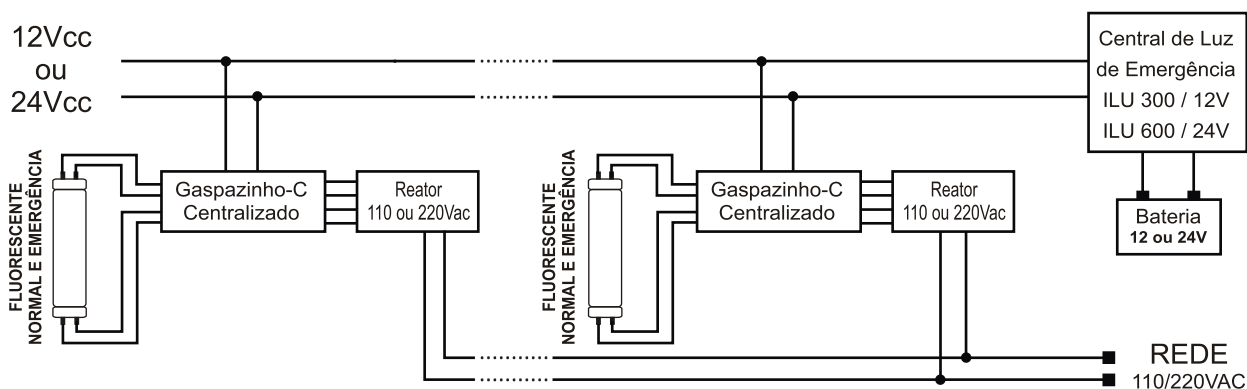 12Vcc
ou
24Vcc
Central de Luz
de Emergência
ILU 300 / 12V
ILU 600 / 24V
FLUORESCENTE
NORMAL E EMERGÊNCIA
Gaspazinho-C
Centralizado
Reator
110 ou 220Vac
FLUORESCENTE
NORMAL E EMERGÊNCIA
Gaspazinho-C
Centralizado
Reator
110 ou 220Vac
Bateria
12 ou 24V
REDE
110/220VAC